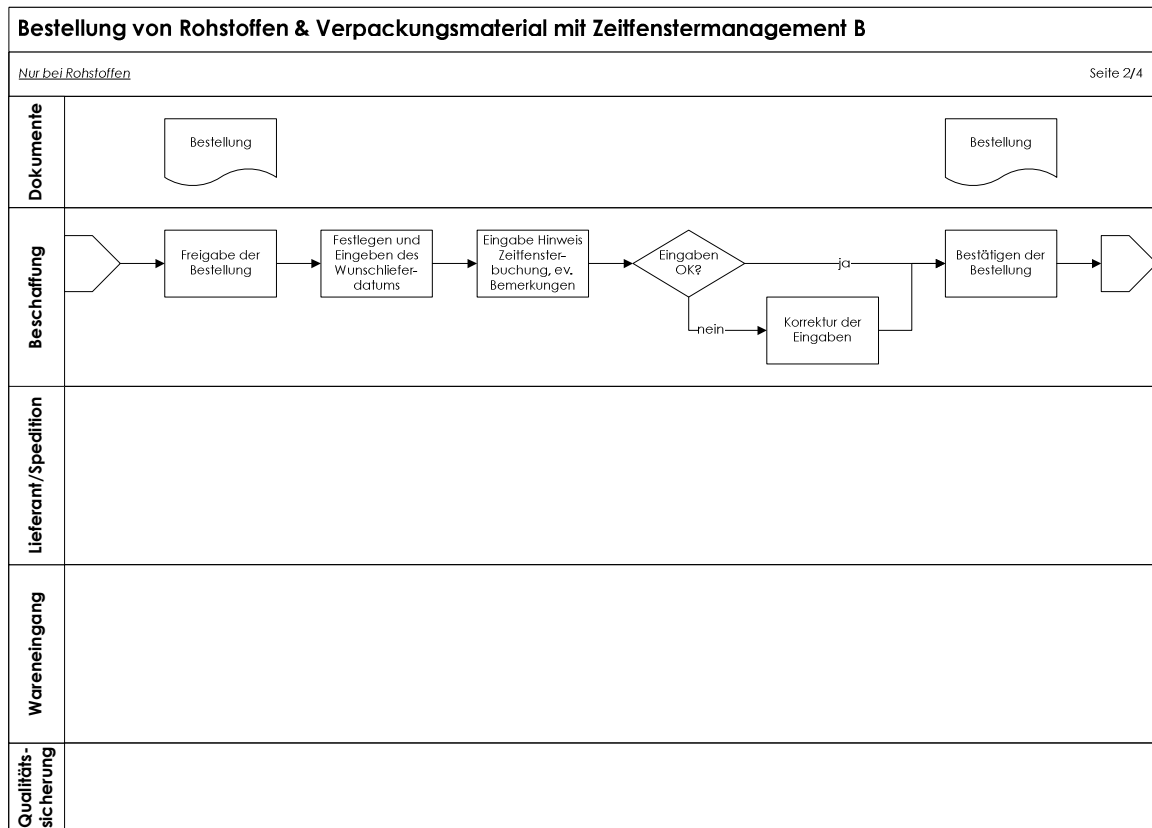 Bestellung von Rohstoffen & Verpackungsmaterial mit Zeitfenstermanagement B
Nur bei Rohstoffen
Seite 2/4
Dokumente
Bestellung
Bestellung
Beschaffung
Freigabe der
Bestellung
Festlegen und
Eingeben des
Wunschliefer-
datums
Eingabe Hinweis
Zeitfenster-
buchung, ev.
Bemerkungen
Eingaben
OK?
ja
nein
Korrektur der
Eingaben
Bestätigen der
Bestellung
Lieferant/Spedition
Wareneingang
Qualitäts-
sicherung